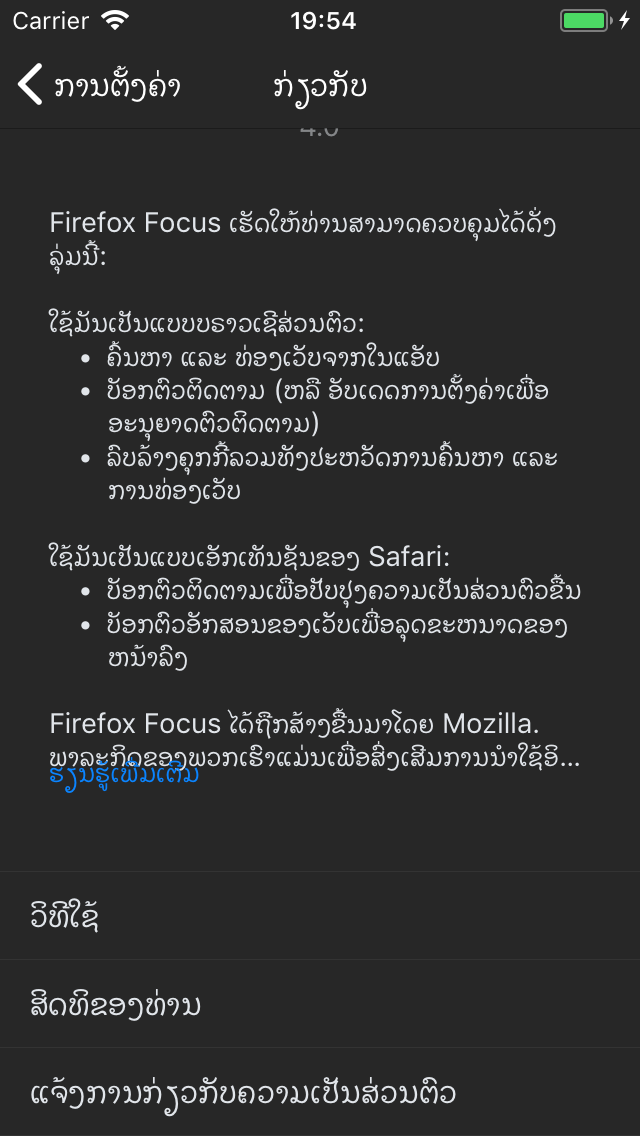 Carrier 19:54
ການຕັ້ງຄ່າ ກ່ຽວກັບ
4.0
Firefox Focus ເຮັດໃຫ້ທ່ານສາມາດຄວບຄຸມໄດ້ດັ່ງ
ລຸ່ມນີ້:
ໃຊ້ມັນເປັນແບບບຣາວເຊີສ່ວນຕົວ:
• ຄົ້ນຫາ ແລະ ທ່ອງເວັບຈາກໃນແອັບ
• ບັອກຕົວຕິດຕາມ (ຫລື ອັບເດດການຕັ້ງຄ່າເພື່ອ
ອະນຸຍາດຕົວຕິດຕາມ)
• ລົບລ້າງຄຸກກີ້ລວມທັງປະຫວັດການຄົ້ນຫາ ແລະ
ການທ່ອງເວັບ
ໃຊ້ມັນເປັນແບບເອັກເທັນຊັນຂອງ Safari:
• ບັອກຕົວຕິດຕາມເພື່ອປັບປຸງຄວາມເປັນສ່ວນຕົວຂື້ນ
• ບັອກຕົວອັກສອນຂອງເວັບເພື່ອລຸດຂະຫນາດຂອງ
ຫນ້າລົງ
Firefox Focus ໄດ້ຖືກສ້າງຂື້ນມາໂດຍ Mozilla.
ພາລະກິດຂອງພວກເຮົາແມ່ນເພື່ອສົ່ງເສີມການນຳໃຊ້ອິ...
ຮຽນຮູ້ເພີ່ມເຕີມ
ວິທີໃຊ້
ສິດທິຂອງທ່ານ
ແຈ້ງການກ່ຽວກັບຄວາມເປັນສ່ວນຕົວ